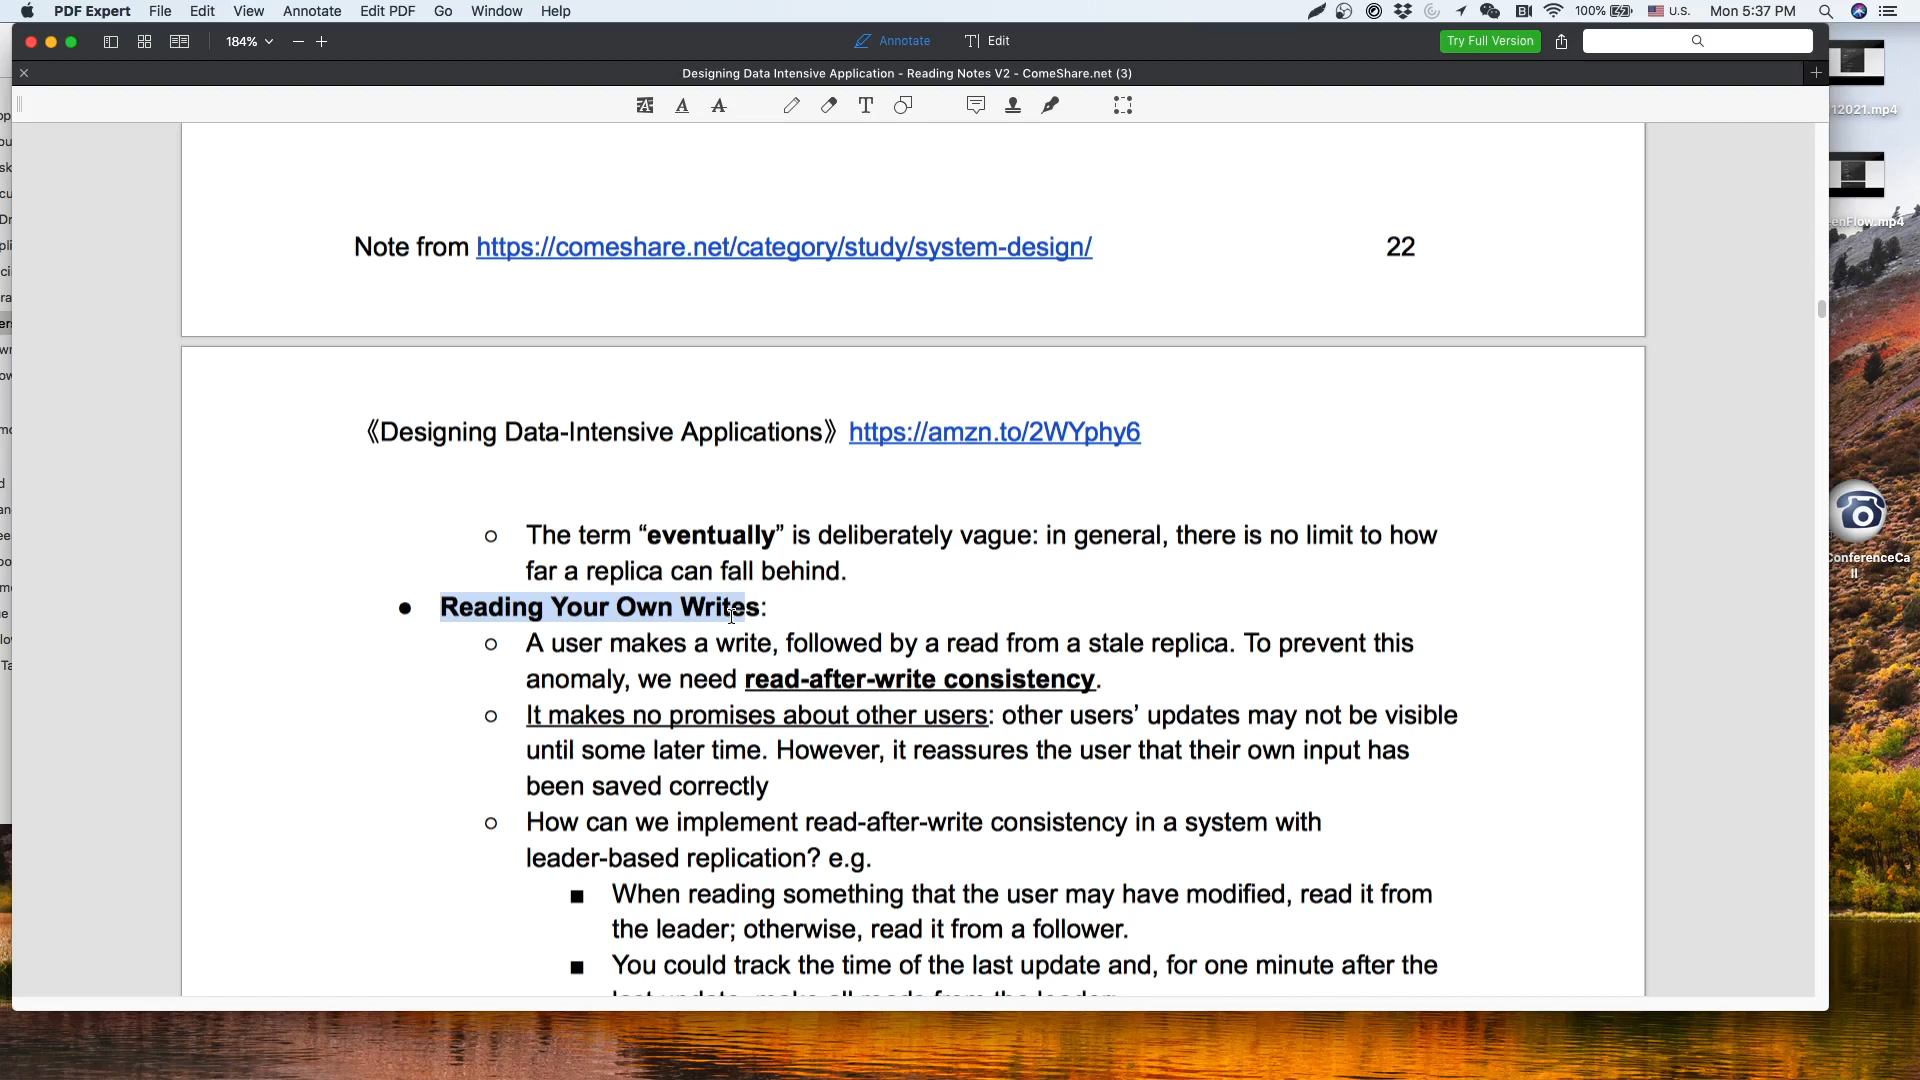 PDF Expert File Edit View Annotate Edit PDF Go Window Help 100% U.S. Mon 5:37 PM
184% Annotate Edit Try Full Version
Designing Data Intensive Application - Reading Notes V2 - ComeShare.net (3)
12021.mp4
enFlow.mp4
Note from https://comeshare.net/category/study/system-design/ 22
《Designing Data-Intensive Applications》 https://amzn.to/2WYphy6
○ The term “eventually” is deliberately vague: in general, there is no limit to how
far a replica can fall behind.
● Reading Your Own Writes:
○ A user makes a write, followed by a read from a stale replica. To prevent this
anomaly, we need read-after-write consistency.
○ It makes no promises about other users: other users’ updates may not be visible
until some later time. However, it reassures the user that their own input has
been saved correctly
○ How can we implement read-after-write consistency in a system with
leader-based replication? e.g.
■ When reading something that the user may have modified, read it from
the leader; otherwise, read it from a follower.
■ You could track the time of the last update and, for one minute after the
onferenceCa
ll